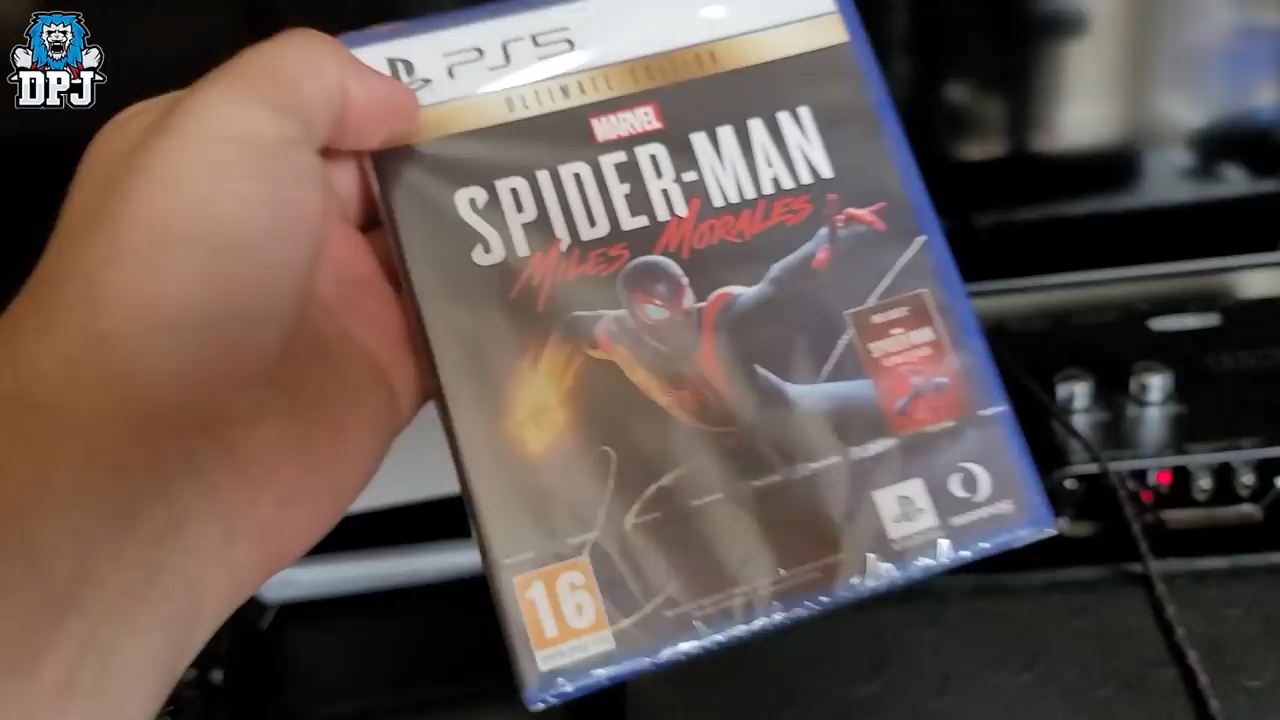 DPJ
PS5
ULTIMATE EDITION
MARVEL
SPIDER-MAN
MILES MORALES
16